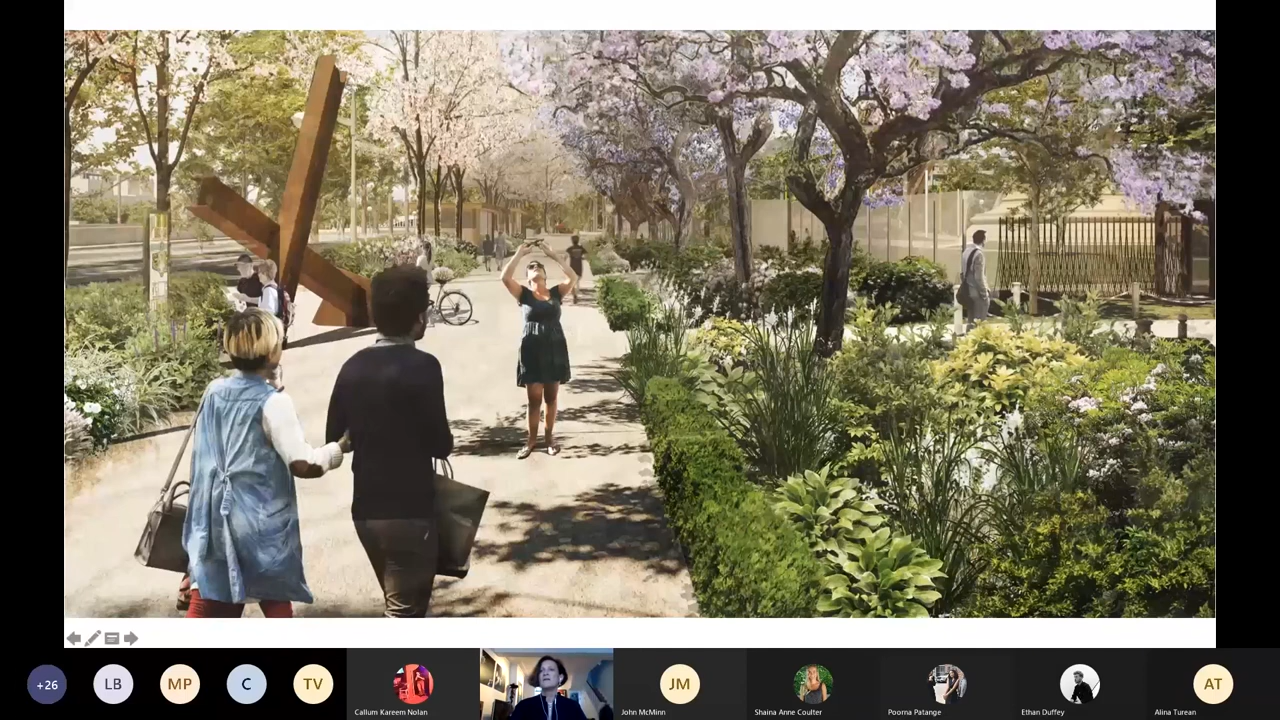 +26
LB
MP
C
TV
Callum Kareem Nolan
JM
John McMinn
Shaina Anne Coulter
Poorna Patange
Ethan Duffey
AT
Alina Turean